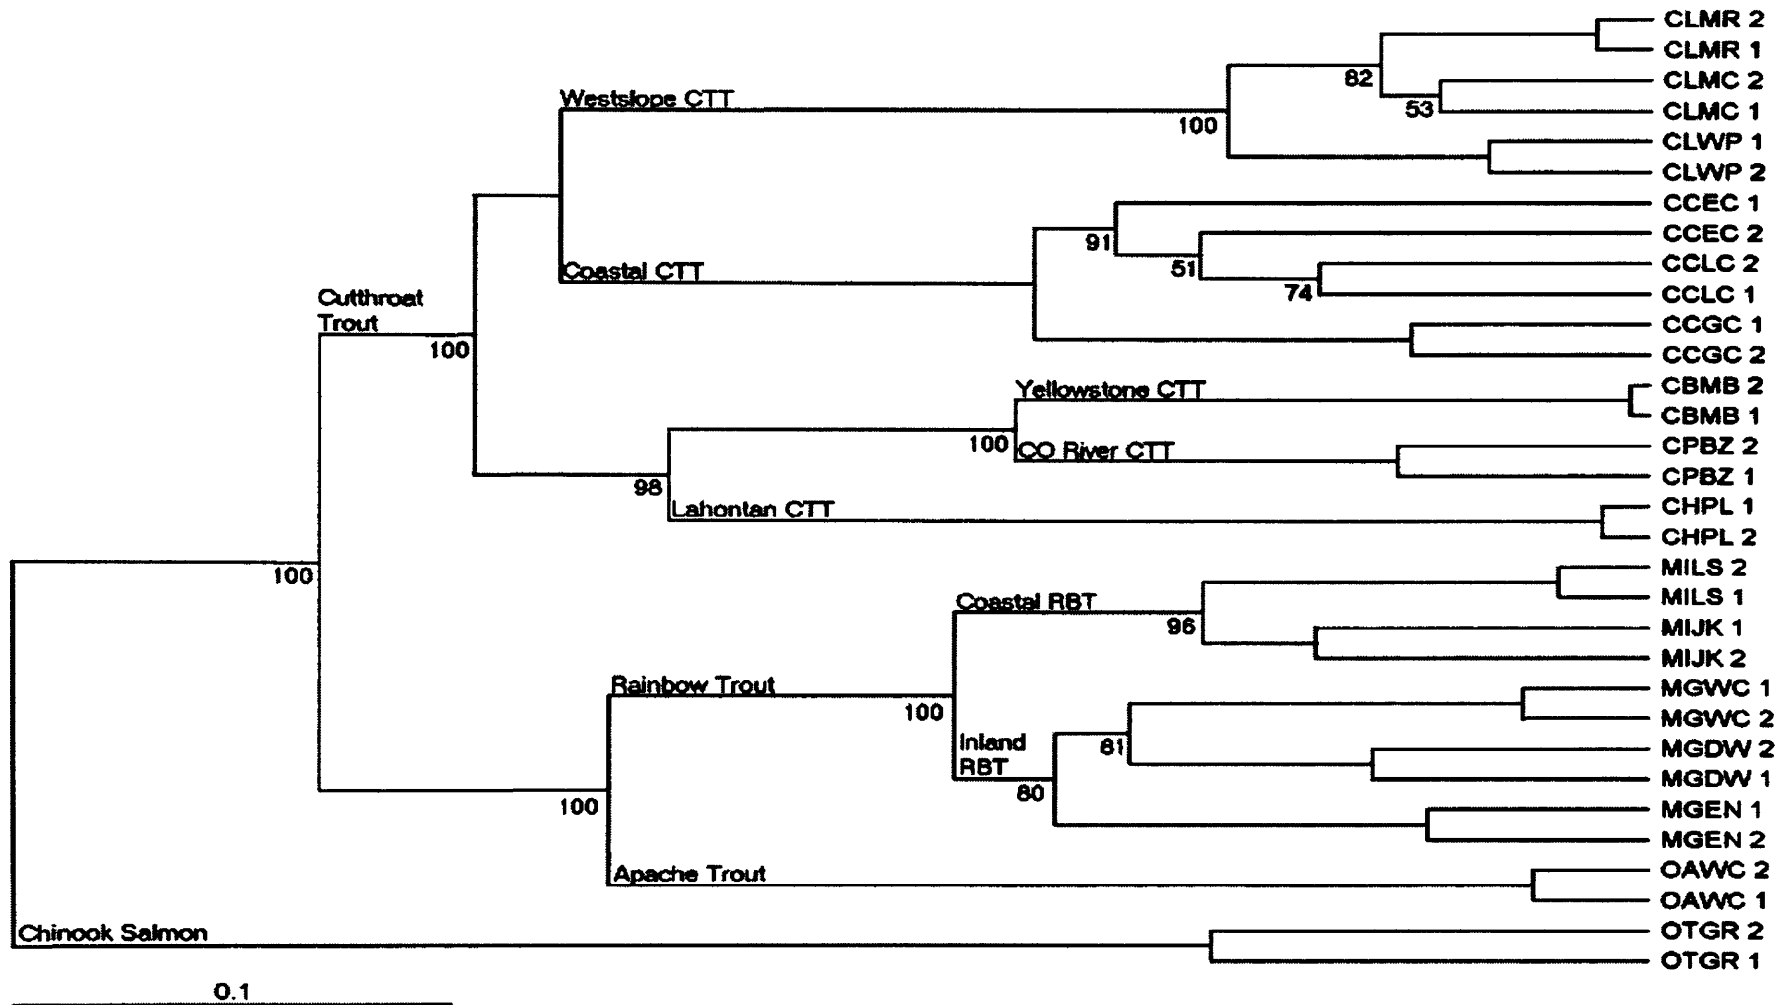 CLMR 2
CLMR 1
82
CLMC 2
Westslope CTT
53
CLMC 1
100
CLWP 1
CLWP 2
CCEC 1
91
CCEC 2
Coastal CTT
51
CCLC 2
74
CCLC 1
Cutthroat
Trout
CCGC 1
100
CCGC 2
Yellowstone CTT
CBMB 2
CBMB 1
100
CO River CTT
CPBZ 2
CPBZ 1
98
Lahontan CTT
CHPL 1
CHPL 2
100
MILS 2
Coastal RBT
MILS 1
96
MIJK 1
MIJK 2
Rainbow Trout
MGWC 1
100
MGWC 2
Inland
RBT
81
MGDW 2
MGDW 1
80
100
MGEN 1
MGEN 2
Apache Trout
OAWC 2
OAWC 1
Chinook Salmon
OTGR 2
OTGR 1
0.1